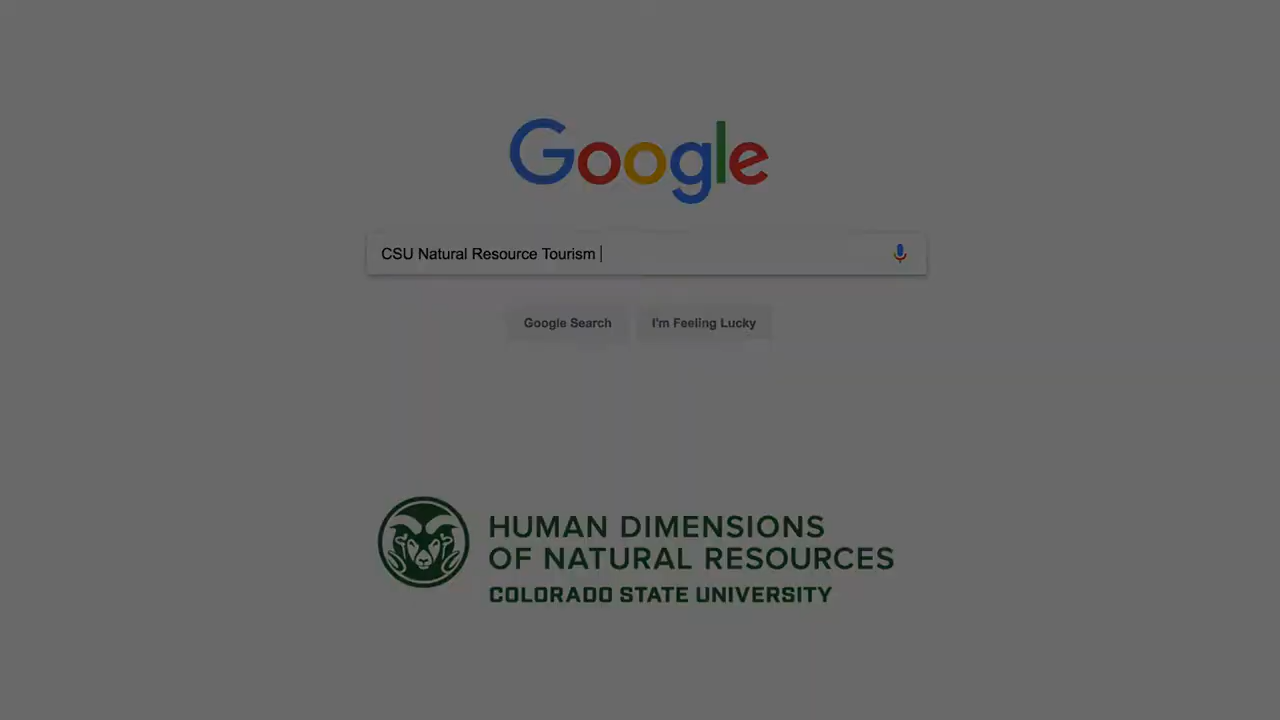 Google
CSU Natural Resource Tourism
Google Search
I'm Feeling Lucky
HUMAN DIMENSIONS
OF NATURAL RESOURCES
COLORADO STATE UNIVERSITY